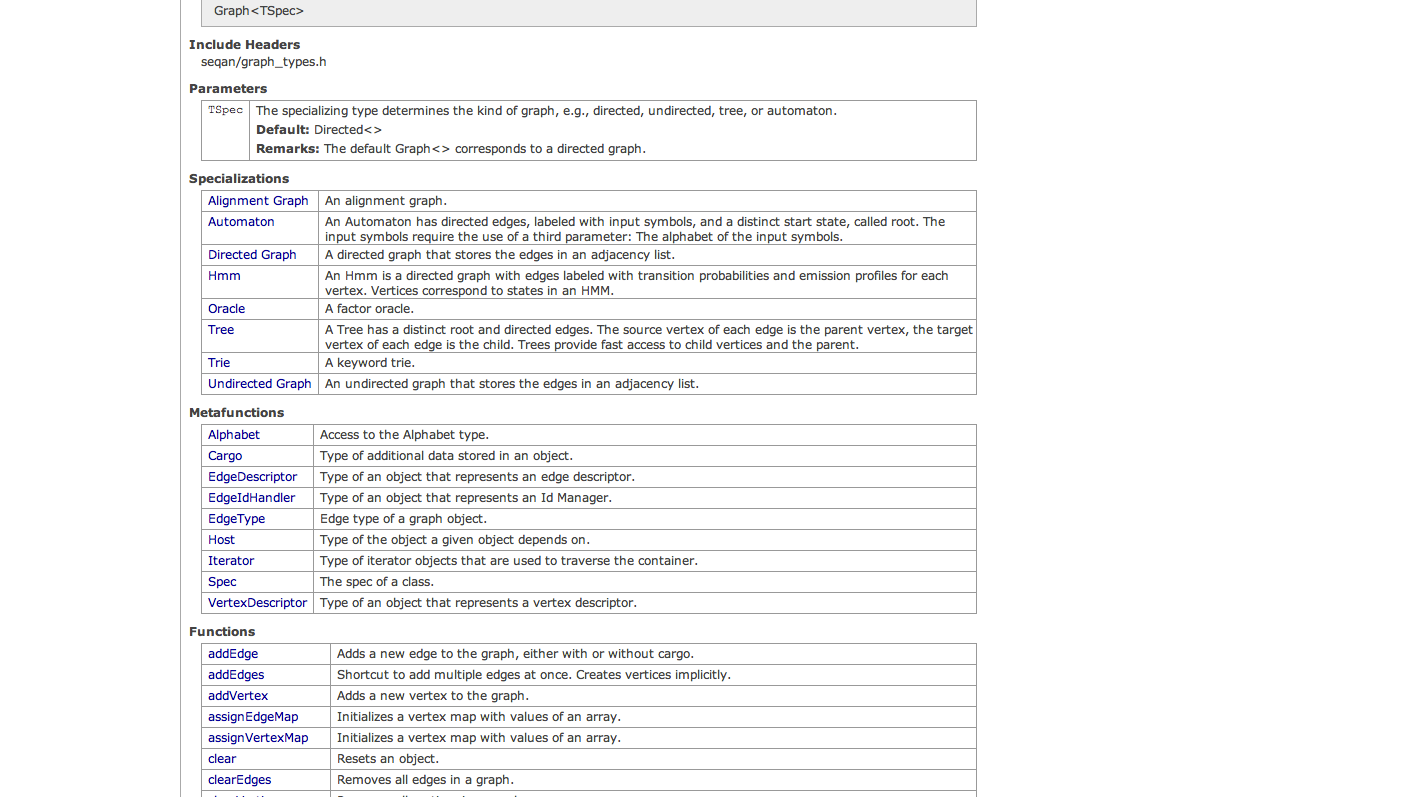 Graph<TSpec>
Include Headers
seqan/graph_types.h
Parameters
TSpec The specializing type determines the kind of graph, e.g., directed, undirected, tree, or automaton.
Default: Directed<>
Remarks: The default Graph<> corresponds to a directed graph.
Specializations
Alignment Graph An alignment graph.
Automaton An Automaton has directed edges, labeled with input symbols, and a distinct start state, called root. The
input symbols require the use of a third parameter: The alphabet of the input symbols.
Directed Graph A directed graph that stores the edges in an adjacency list.
Hmm An Hmm is a directed graph with edges labeled with transition probabilities and emission profiles for each
vertex. Vertices correspond to states in an HMM.
Oracle A factor oracle.
Tree A Tree has a distinct root and directed edges. The source vertex of each edge is the parent vertex, the target
vertex of each edge is the child. Trees provide fast access to child vertices and the parent.
Trie A keyword trie.
Undirected Graph An undirected graph that stores the edges in an adjacency list.
Metafunctions
Alphabet Access to the Alphabet type.
Cargo Type of additional data stored in an object.
EdgeDescriptor Type of an object that represents an edge descriptor.
EdgeIdHandler Type of an object that represents an Id Manager.
EdgeType Edge type of a graph object.
Host Type of the object a given object depends on.
Iterator Type of iterator objects that are used to traverse the container.
Spec The spec of a class.
VertexDescriptor Type of an object that represents a vertex descriptor.
Functions
addEdge Adds a new edge to the graph, either with or without cargo.
addEdges Shortcut to add multiple edges at once. Creates vertices implicitly.
addVertex Adds a new vertex to the graph.
assignEdgeMap Initializes a vertex map with values of an array.
assignVertexMap Initializes a vertex map with values of an array.
clear Resets an object.
clearEdges Removes all edges in a graph.